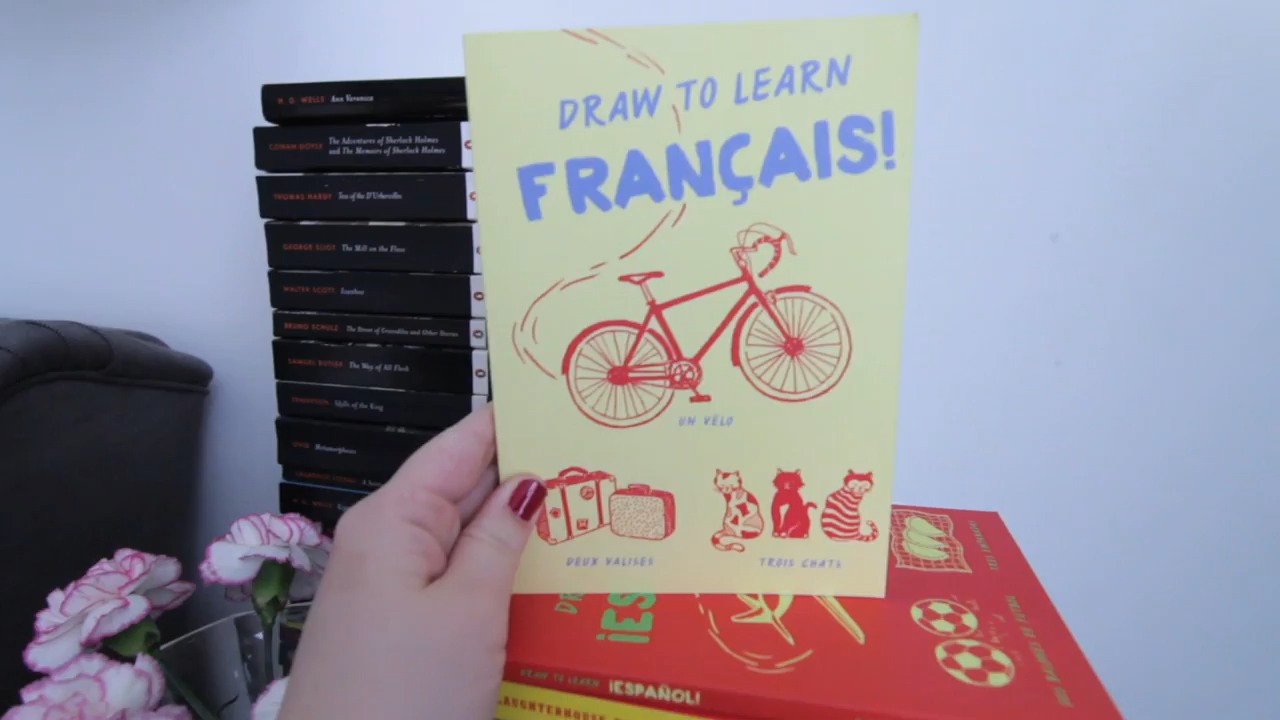 DRAW TO LEARN
FRANÇAIS!
UN VÉLO
DEUX VALISES
TROIS CHATS
H. G. WELLS Ann Veronica
CONAN DOYLE The Adventures of Sherlock Holmes
and The Memoirs of Sherlock Holmes
THOMAS HARDY Tess of the D'Urbervilles
GEORGE ELIOT The Mill on the Floss
WALTER SCOTT Ivanhoe
BRUNO SCHULZ The Street of Crocodiles and Other Stories
SAMUEL BUTLER The Way of All Flesh
TENNYSON Idylls of the King
OVID Metamorphoses
H. G. WELLS
¡ES
DRAW TO LEARN ¡ESPAÑOL!
AUGHTERHOUSE